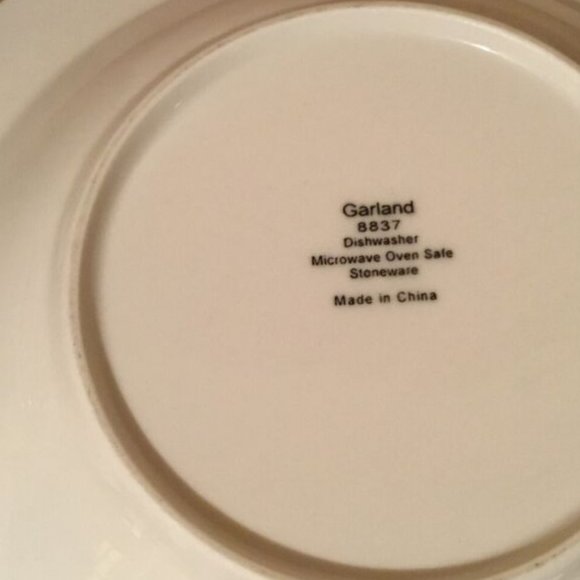 Garland
8837
Dishwasher
Microwave Oven Safe
Stoneware
Made in China